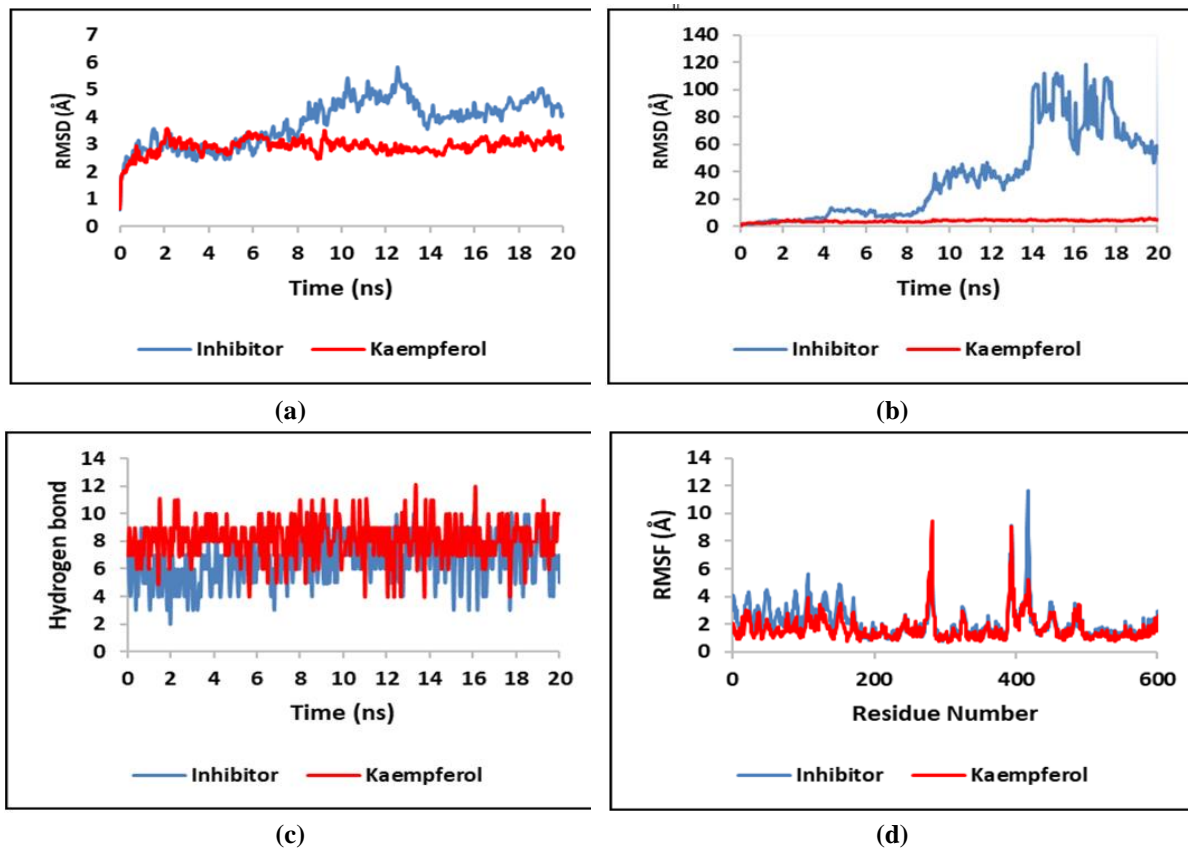 7
6
5
4
3
2
1
0
RMSD (Å)
0 2 4 6 8 10 12 14 16 18 20
Time (ns)
Inhibitor Kaempferol
(a)
140
120
100
80
60
40
20
0
RMSD (Å)
0 2 4 6 8 10 12 14 16 18 20
Time (ns)
Inhibitor Kaempferol
(b)
14
12
10
8
6
4
2
0
Hydrogen bond
0 2 4 6 8 10 12 14 16 18 20
Time (ns)
Inhibitor Kaempferol
(c)
14
12
10
8
6
4
2
0
RMSF (Å)
0 200 400 600
Residue Number
Inhibitor Kaempferol
(d)